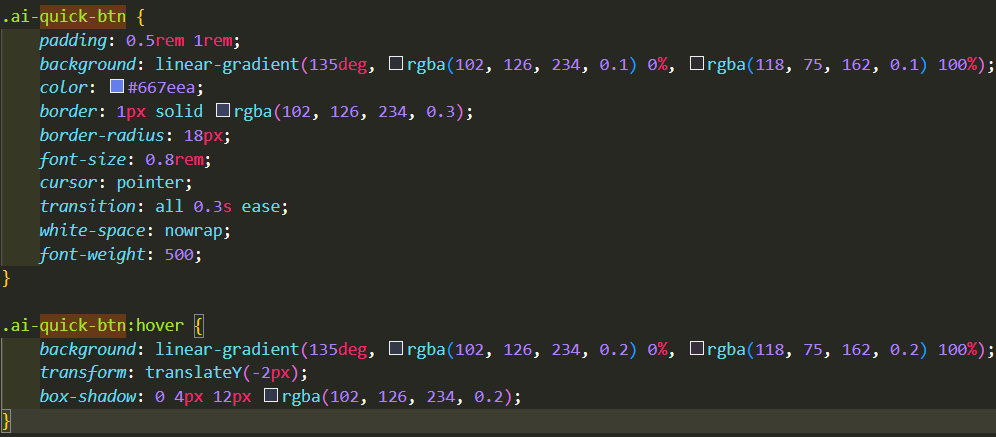 .ai-quick-btn {
padding: 0.5rem 1rem;
background: linear-gradient(135deg, rgba(102, 126, 234, 0.1) 0%, rgba(118, 75, 162, 0.1) 100%);
color: #667eea;
border: 1px solid rgba(102, 126, 234, 0.3);
border-radius: 18px;
font-size: 0.8rem;
cursor: pointer;
transition: all 0.3s ease;
white-space: nowrap;
font-weight: 500;
}
.ai-quick-btn:hover {
background: linear-gradient(135deg, rgba(102, 126, 234, 0.2) 0%, rgba(118, 75, 162, 0.2) 100%);
transform: translateY(-2px);
box-shadow: 0 4px 12px rgba(102, 126, 234, 0.2);
}